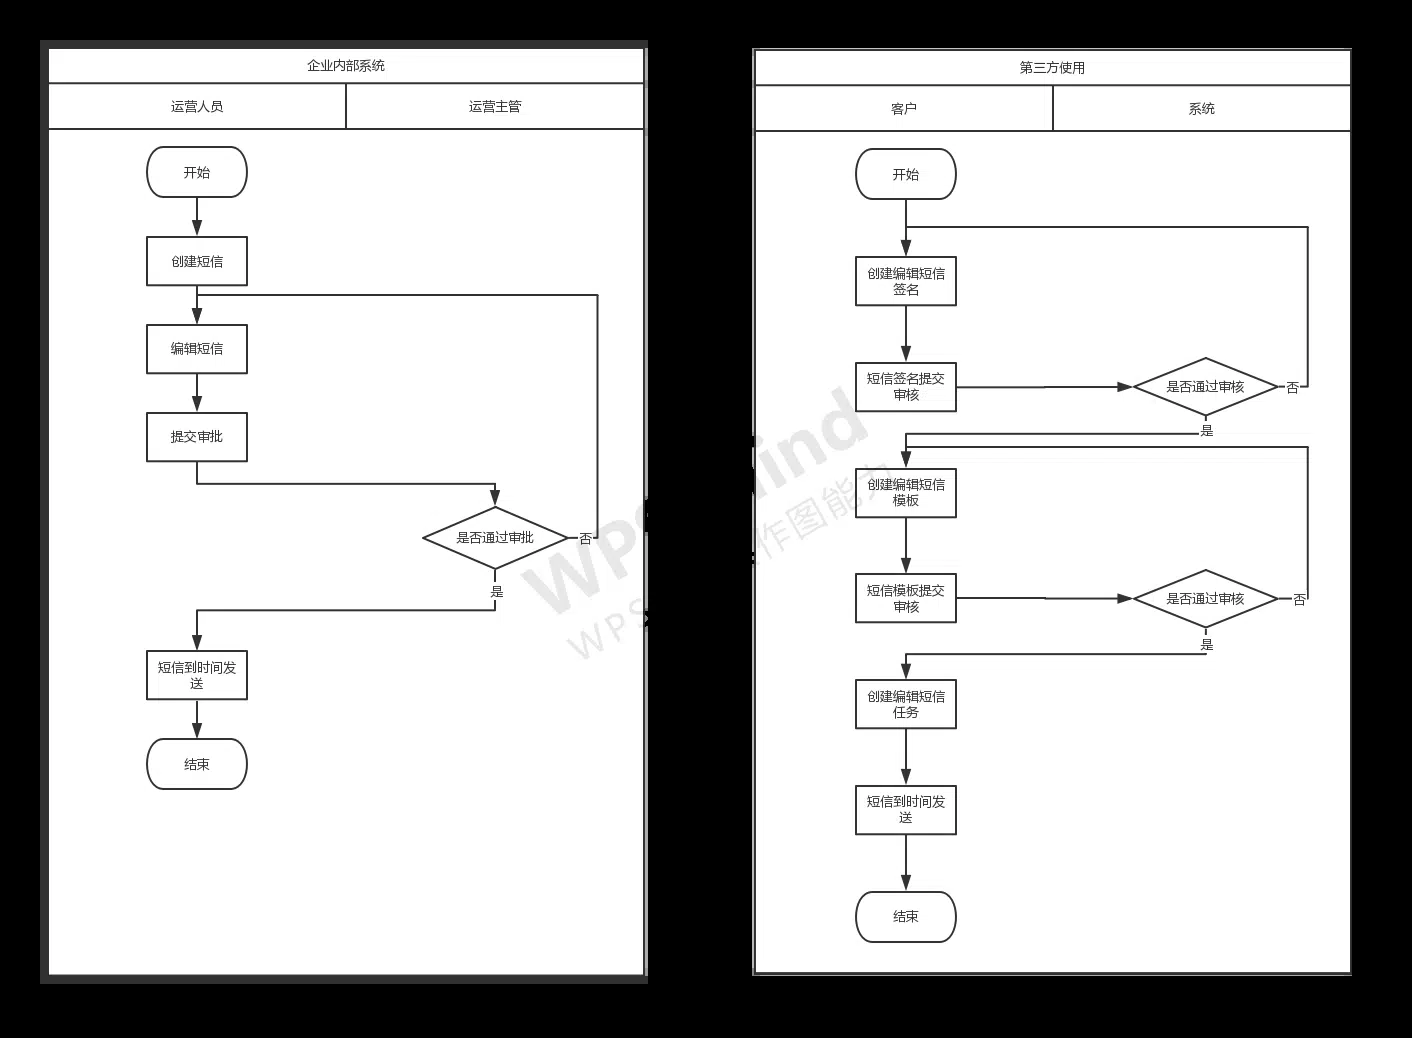 企业内部系统
运营人员
运营主管
开始
创建短信
编辑短信
提交审批
是否通过审批
否
是
短信到时间发
送
结束
WPS
WPS
第三方使用
客户
系统
开始
创建编辑短信
签名
短信签名提交
审核
是否通过审核
否
是
创建编辑短信
模板
短信模板提交
审核
是否通过审核
否
是
创建编辑短信
任务
短信到时间发
送
结束
ind
作图能力